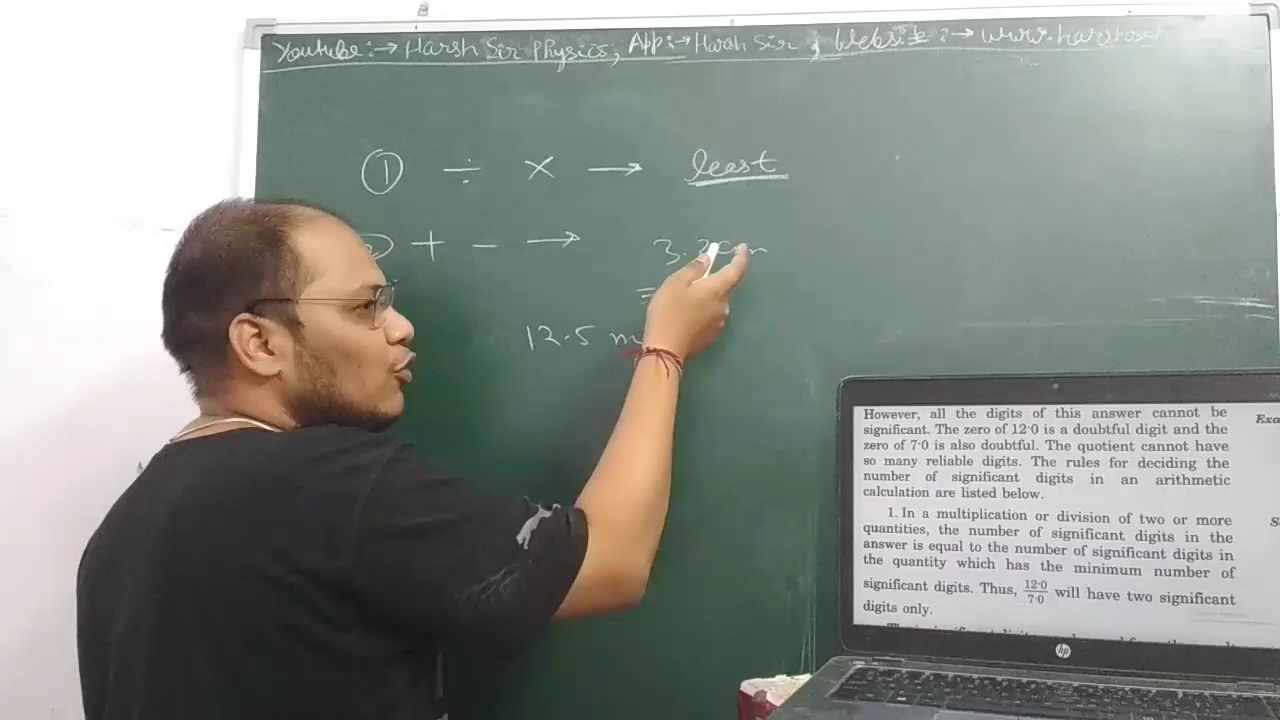 Youtube:→ Harsh Sir Physics, App:→ Harsh Sir, Website:→
① ÷ × → least
+ - →
=
12.5
However, all the digits of this answer cannot be
significant. The zero of 12·0 is a doubtful digit and the
zero of 7·0 is also doubtful. The quotient cannot have
so many reliable digits. The rules for deciding the
number of significant digits in an arithmetic
calculation are listed below.
1. In a multiplication or division of two or more
quantities, the number of significant digits in the
answer is equal to the number of significant digits in
the quantity which has the minimum number of
significant digits. Thus, 12·0/7·0 will have two significant
digits only.
hp